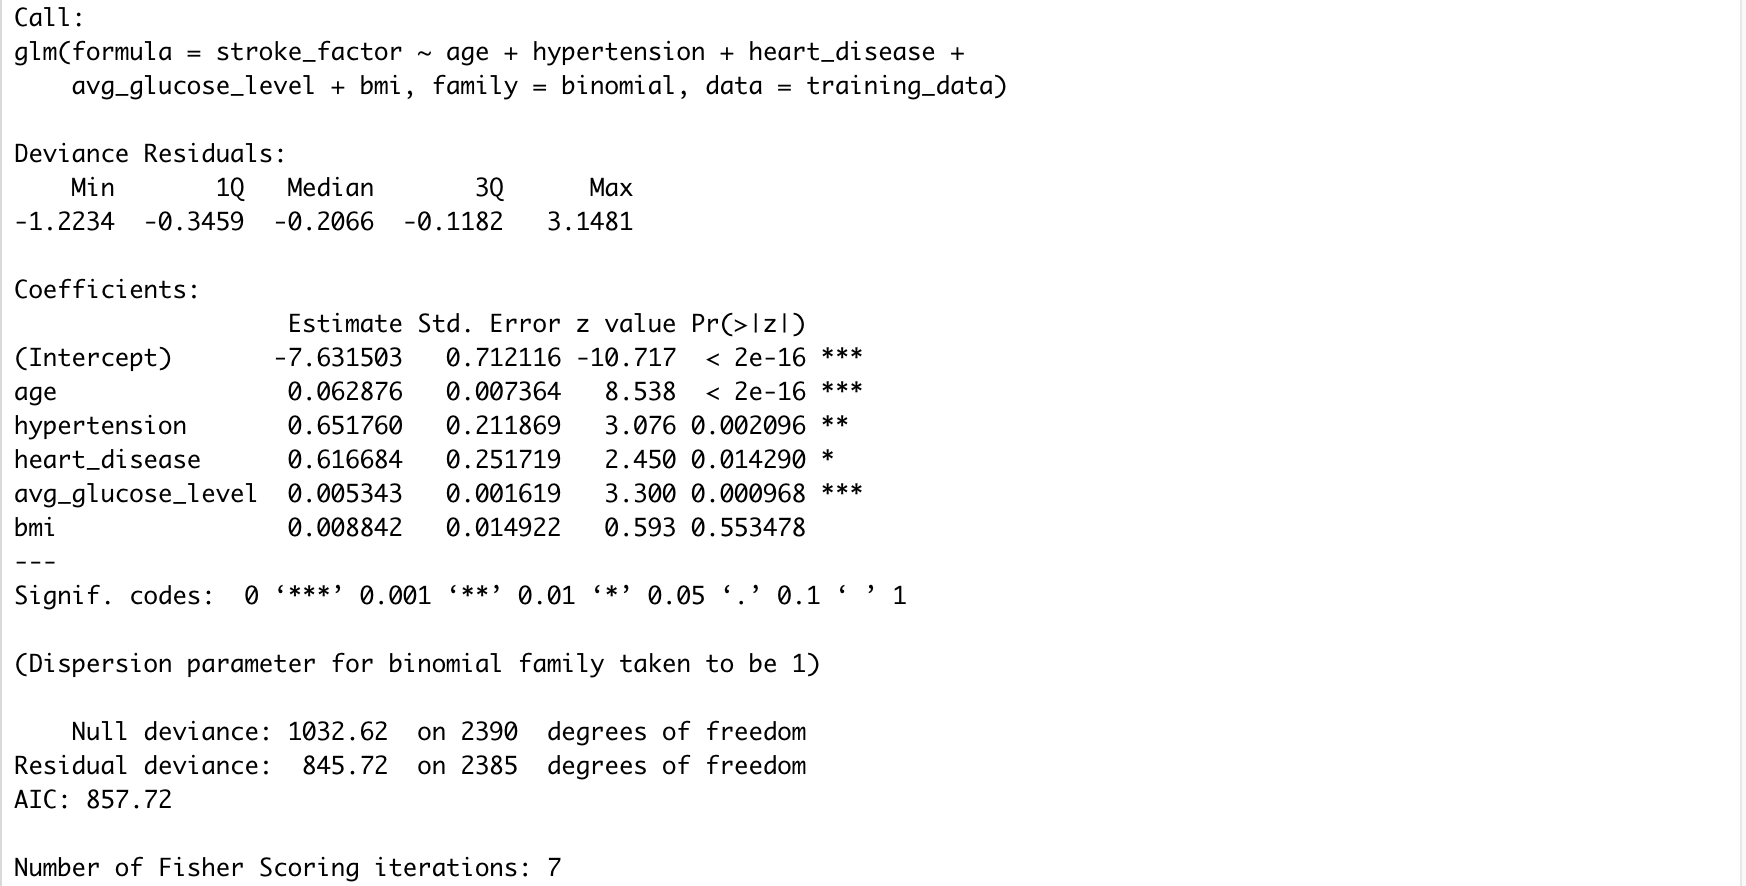 Call:
glm(formula = stroke_factor ~ age + hypertension + heart_disease +
    avg_glucose_level + bmi, family = binomial, data = training_data)

Deviance Residuals:
    Min       1Q   Median       3Q      Max
-1.2234  -0.3459  -0.2066  -0.1182   3.1481

Coefficients:
                   Estimate Std. Error z value Pr(>|z|)
(Intercept)       -7.631503   0.712116 -10.717  < 2e-16 ***
age                0.062876   0.007364   8.538  < 2e-16 ***
hypertension       0.651760   0.211869   3.076 0.002096 **
heart_disease      0.616684   0.251719   2.450 0.014290 *
avg_glucose_level  0.005343   0.001619   3.300 0.000968 ***
bmi                0.008842   0.014922   0.593 0.553478
---
Signif. codes:  0 ‘***’ 0.001 ‘**’ 0.01 ‘*’ 0.05 ‘.’ 0.1 ‘ ’ 1

(Dispersion parameter for binomial family taken to be 1)

    Null deviance: 1032.62  on 2390  degrees of freedom
Residual deviance:  845.72  on 2385  degrees of freedom
AIC: 857.72

Number of Fisher Scoring iterations: 7